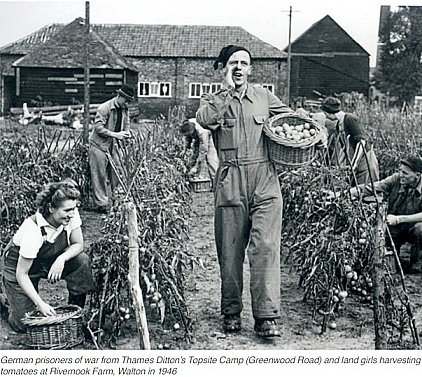 German prisoners of war from Thames Ditton's Topsite Camp (Greenwood Road) and land girls harvesting
tomatoes at Rivernook Farm, Walton in 1946